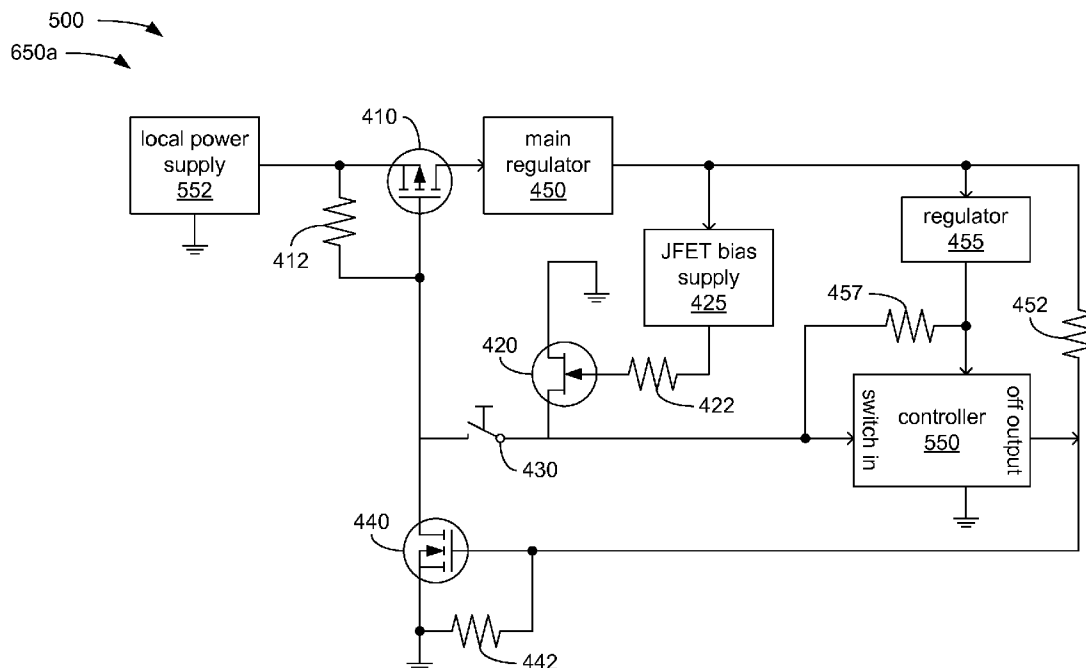 500
650a
local power
supply
552
410
main
regulator
450
412
JFET bias
supply
425
regulator
455
457
452
420
422
switch in
controller
550
off output
430
440
442